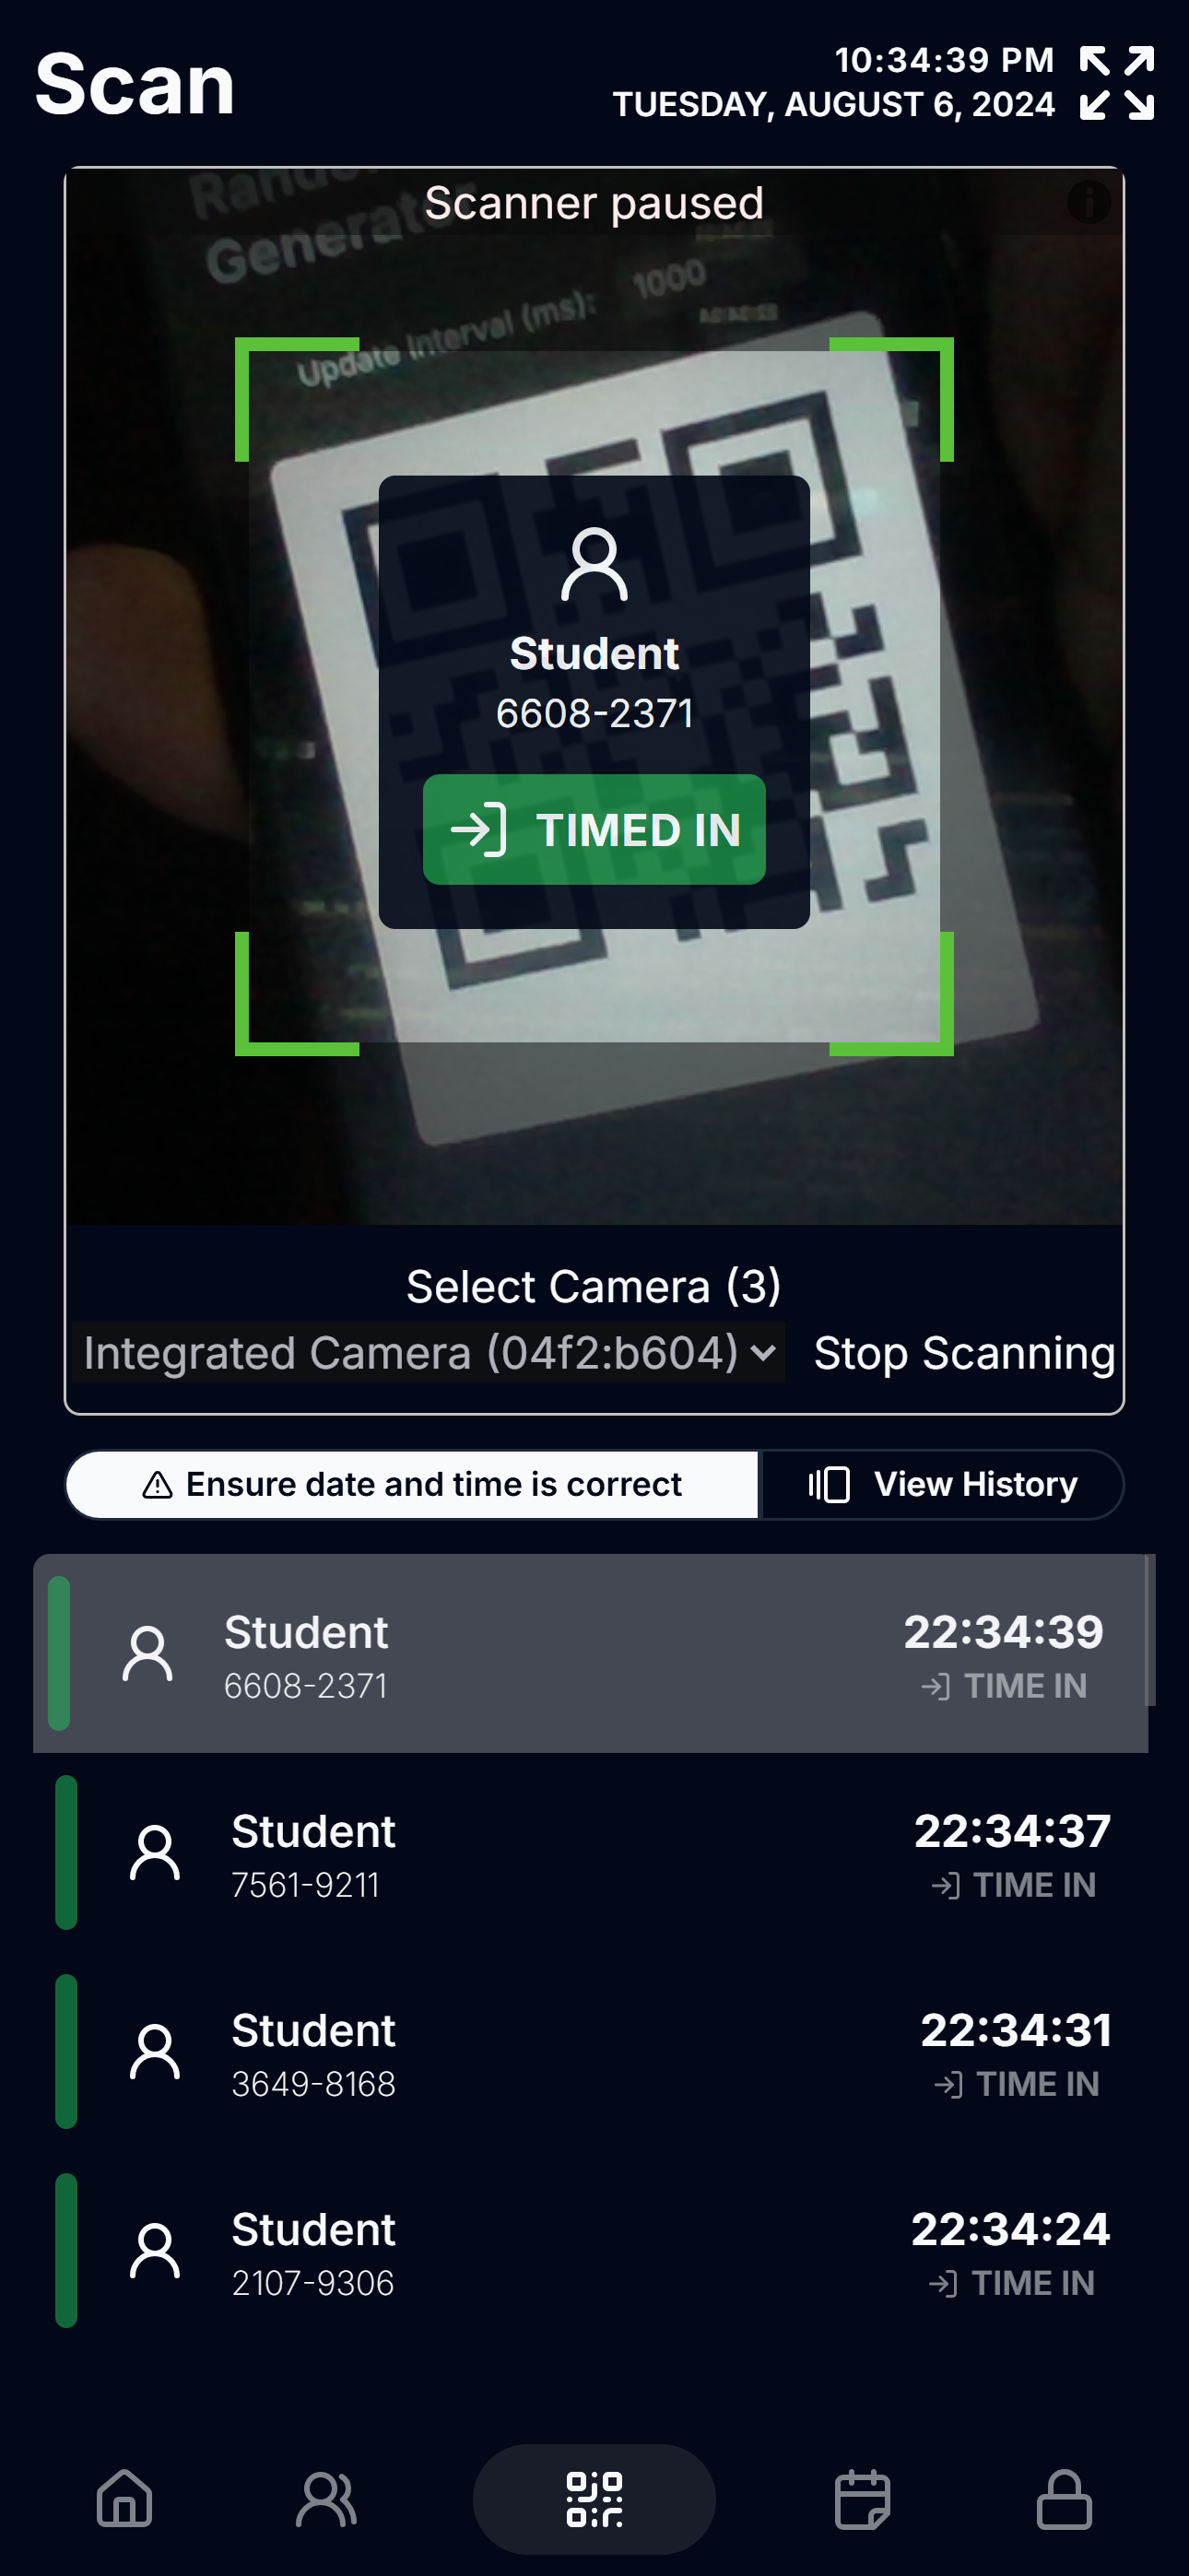 Scan
10:34:39 PM
TUESDAY, AUGUST 6, 2024
Scanner paused
Generator
1000
Update Interval (ms):
Student
6608-2371
TIMED IN
Select Camera (3)
Integrated Camera (04f2:b604)
Stop Scanning
Ensure date and time is correct
View History
Student
22:34:39
6608-2371
TIME IN
Student
22:34:37
7561-9211
TIME IN
Student
22:34:31
3649-8168
TIME IN
Student
22:34:24
2107-9306
TIME IN